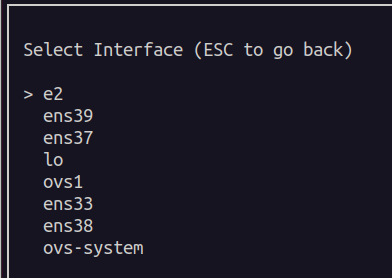 Select Interface (ESC to go back)
> e2
ens39
ens37
lo
ovs1
ens33
ens38
ovs-system